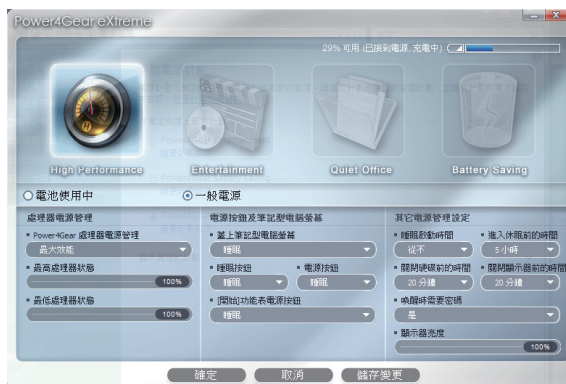 Power4Gear eXtreme
29% 可用 (已接到電源, 充電中)
High Performance
Entertainment
Quiet Office
Battery Saving
電池使用中
一般電源
處理器電源管理
Power4Gear 處理器電源管理
最大效能
最高處理器狀態
100%
最低處理器狀態
100%
電源按鈕及筆記型電腦螢幕
蓋上筆記型電腦螢幕
睡眠
睡眠按鈕
電源按鈕
睡眠
睡眠
[開始]功能表電源按鈕
睡眠
其它電源管理設定
睡眠啟動時間
進入休眠前的時間
從不
5 小時
關閉硬碟前的時間
關閉顯示器前的時間
20 分鐘
20 分鐘
喚醒時需要密碼
是
顯示器亮度
100%
確定
取消
儲存變更